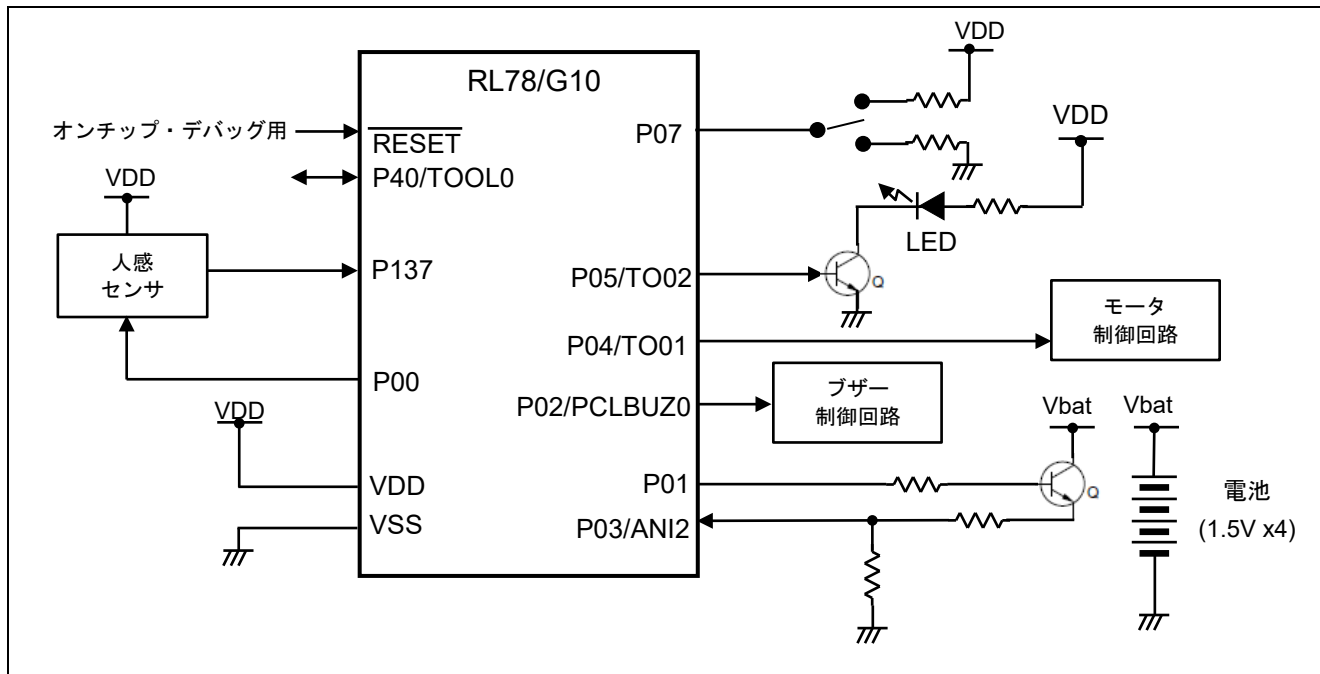 RL78/G10
オンチップ・デバッグ用
RESET
P40/TOOL0
VDD
人感
センサ
P137
P00
VDD
VDD
VSS
P07
VDD
VDD
LED
P05/TO02
Q
P04/TO01
モータ
制御回路
P02/PCLBUZ0
ブザー
制御回路
P01
P03/ANI2
Vbat
Q
Vbat
電池
(1.5V x4)